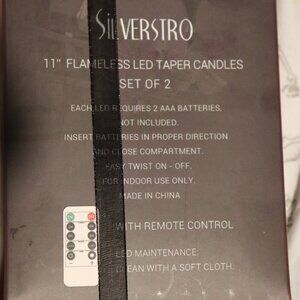 SILVERSTRO
11" FLAMELESS LED TAPER CANDLES
SET OF 2
EACH LED REQUIRES 2 AAA BATTERIES,
NOT INCLUDED.
INSERT BATTERIES IN PROPER DIRECTION
AND CLOSE COMPARTMENT.
EASY TWIST ON - OFF.
FOR INDOOR USE ONLY.
MADE IN CHINA
WITH REMOTE CONTROL
LED MAINTENANCE:
CLEAN WITH A SOFT CLOTH.